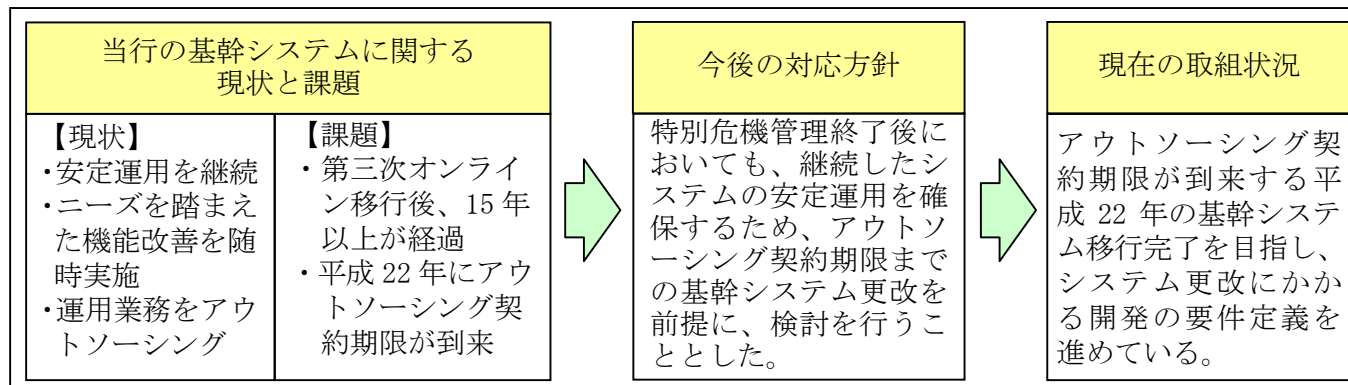 当行の基幹システムに関する
現状と課題
【現状】
・安定運用を継続
・ニーズを踏まえ
た機能改善を随
時実施
・運用業務をアウ
トソーシング
【課題】
・第三次オンライ
ン移行後、15 年
以上が経過
・平成 22 年にアウ
トソーシング契
約期限が到来
今後の対応方針
特別危機管理終了後に
おいても、継続したシ
ステムの安定運用を確
保するため、アウトソ
ーシング契約期限まで
の基幹システム更改を
前提に、検討を行うこ
ととした。
現在の取組状況
アウトソーシング契
約期限が到来する平
成 22 年の基幹システ
ム移行完了を目指し、
システム更改にかか
る開発の要件定義を
進めている。